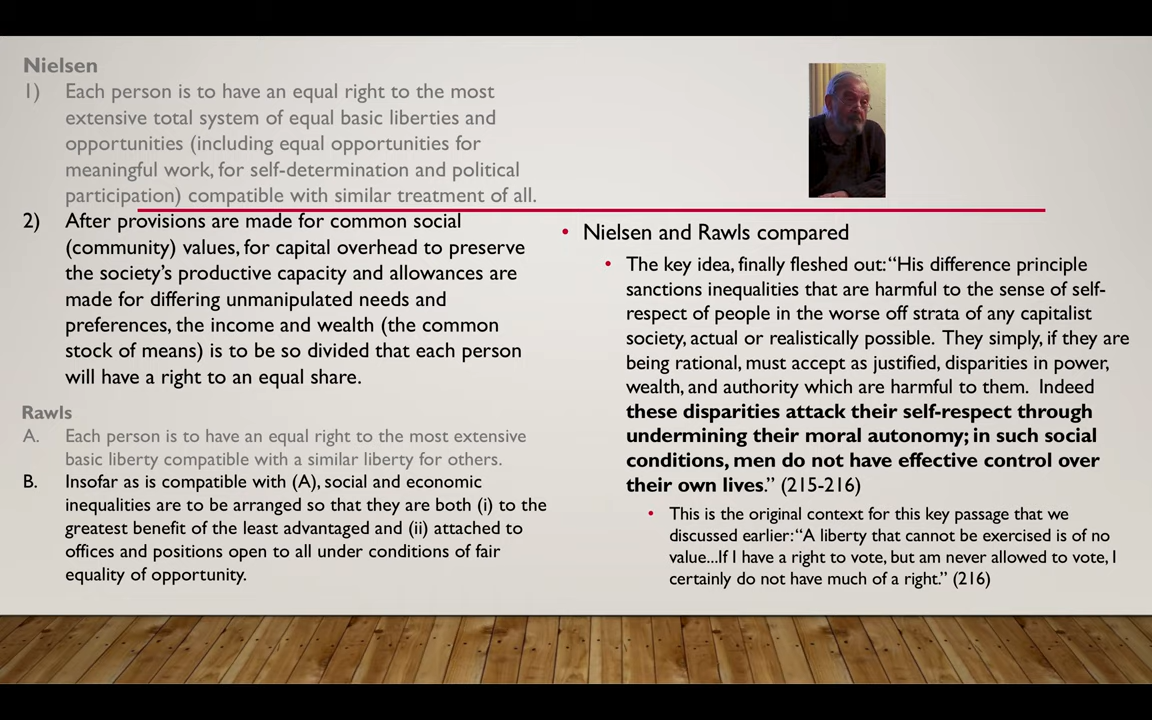 Nielsen
1) Each person is to have an equal right to the most
extensive total system of equal basic liberties and
opportunities (including equal opportunities for
meaningful work, for self-determination and political
participation) compatible with similar treatment of all.
2) After provisions are made for common social
(community) values, for capital overhead to preserve
the society's productive capacity and allowances are
made for differing unmanipulated needs and
preferences, the income and wealth (the common
stock of means) is to be so divided that each person
will have a right to an equal share.
Rawls
A. Each person is to have an equal right to the most extensive
basic liberty compatible with a similar liberty for others.
B. Insofar as is compatible with (A), social and economic
inequalities are to be arranged so that they are both (i) to the
greatest benefit of the least advantaged and (ii) attached to
offices and positions open to all under conditions of fair
equality of opportunity.
• Nielsen and Rawls compared
• The key idea, finally fleshed out: "His difference principle
sanctions inequalities that are harmful to the sense of self-
respect of people in the worse off strata of any capitalist
society, actual or realistically possible. They simply, if they are
being rational, must accept as justified, disparities in power,
wealth, and authority which are harmful to them. Indeed
these disparities attack their self-respect through
undermining their moral autonomy; in such social
conditions, men do not have effective control over
their own lives." (215-216)
• This is the original context for this key passage that we
discussed earlier: "A liberty that cannot be exercised is of no
value...If I have a right to vote, but am never allowed to vote, I
certainly do not have much of a right." (216)